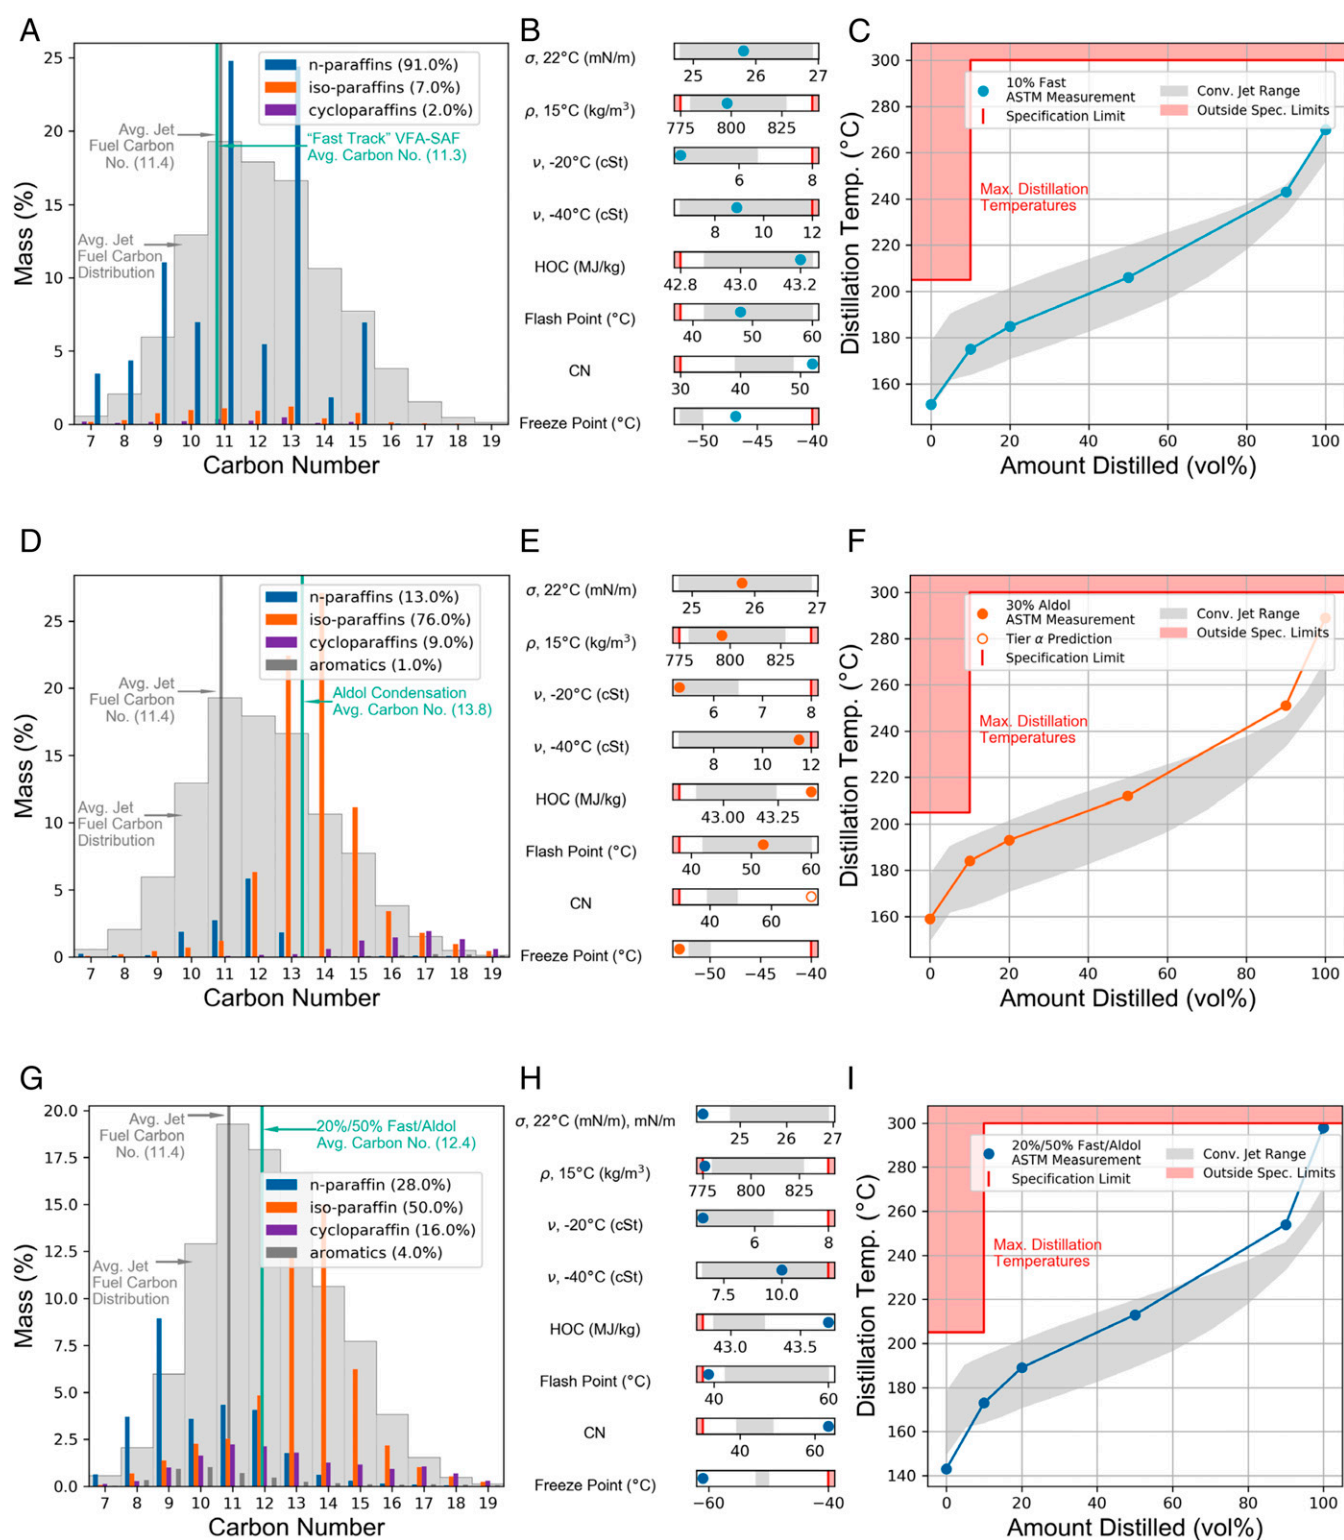 A
Mass (%)
25
20
15
10
5
0
n-paraffins (91.0%)
iso-paraffins (7.0%)
cycloparaffins (2.0%)
Avg. Jet
Fuel Carbon
No. (11.4)
“Fast Track” VFA-SAF
Avg. Carbon No. (11.3)
Avg. Jet
Fuel Carbon
Distribution
7 8 9 10 11 12 13 14 15 16 17 18 19
Carbon Number
B
σ, 22°C (mN/m)
25 26 27
ρ, 15°C (kg/m³)
775 800 825
ν, -20°C (cSt)
6 8
ν, -40°C (cSt)
8 10 12
HOC (MJ/kg)
42.8 43.0 43.2
Flash Point (°C)
40 50 60
CN
30 40 50
Freeze Point (°C)
−50 −45 −40
C
Distillation Temp. (°C)
300
280
260
240
220
200
180
160
10% Fast
ASTM Measurement
Specification Limit
Conv. Jet Range
Outside Spec. Limits
Max. Distillation
Temperatures
0 20 40 60 80 100
Amount Distilled (vol%)
D
Mass (%)
25
20
15
10
5
0
n-paraffins (13.0%)
iso-paraffins (76.0%)
cycloparaffins (9.0%)
aromatics (1.0%)
Avg. Jet
Fuel Carbon
No. (11.4)
Aldol Condensation
Avg. Carbon No. (13.8)
Avg. Jet
Fuel Carbon
Distribution
7 8 9 10 11 12 13 14 15 16 17 18 19
Carbon Number
E
σ, 22°C (mN/m)
25 26 27
ρ, 15°C (kg/m³)
775 800 825
ν, -20°C (cSt)
6 7 8
ν, -40°C (cSt)
8 10 12
HOC (MJ/kg)
43.00 43.25
Flash Point (°C)
40 50 60
CN
40 60
Freeze Point (°C)
−50 −45 −40
F
Distillation Temp. (°C)
300
280
260
240
220
200
180
160
30% Aldol
ASTM Measurement
Tier α Prediction
Specification Limit
Conv. Jet Range
Outside Spec. Limits
Max. Distillation
Temperatures
0 20 40 60 80 100
Amount Distilled (vol%)
G
Mass (%)
20.0
17.5
15.0
12.5
10.0
7.5
5.0
2.5
0.0
Avg. Jet
Fuel Carbon
No. (11.4)
20%/50% Fast/Aldol
Avg. Carbon No. (12.4)
n-paraffin (28.0%)
iso-paraffin (50.0%)
cycloparaffin (16.0%)
aromatics (4.0%)
Avg. Jet
Fuel Carbon
Distribution
7 8 9 10 11 12 13 14 15 16 17 18 19
Carbon Number
H
σ, 22°C (mN/m), mN/m
25 26 27
ρ, 15°C (kg/m³)
775 800 825
ν, -20°C (cSt)
6 8
ν, -40°C (cSt)
7.5 10.0
HOC (MJ/kg)
43.0 43.5
Flash Point (°C)
40 60
CN
40 60
Freeze Point (°C)
−60 −40
I
Distillation Temp. (°C)
300
280
260
240
220
200
180
160
140
20%/50% Fast/Aldol
ASTM Measurement
Specification Limit
Conv. Jet Range
Outside Spec. Limits
Max. Distillation
Temperatures
0 20 40 60 80 100
Amount Distilled (vol%)